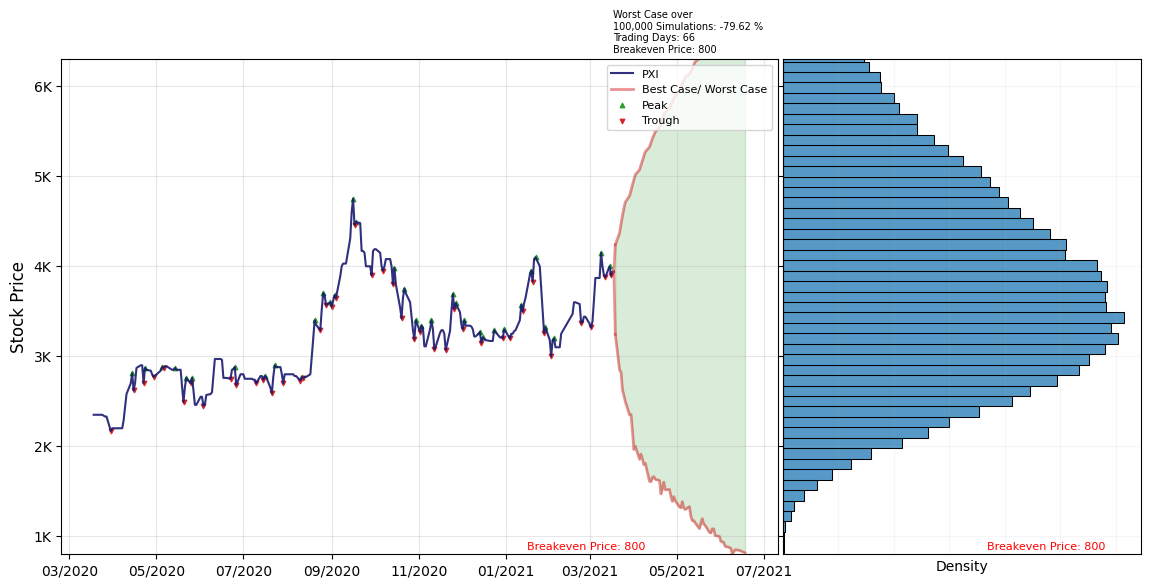 Worst Case over
100,000 Simulations: -79.62 %
Trading Days: 66
Breakeven Price: 800
PXI
Best Case/ Worst Case
Peak
Trough
6K
5K
4K
3K
2K
1K
Stock Price
Breakeven Price: 800
Breakeven Price: 800
03/2020 05/2020 07/2020 09/2020 11/2020 01/2021 03/2021 05/2021 07/2021
Density